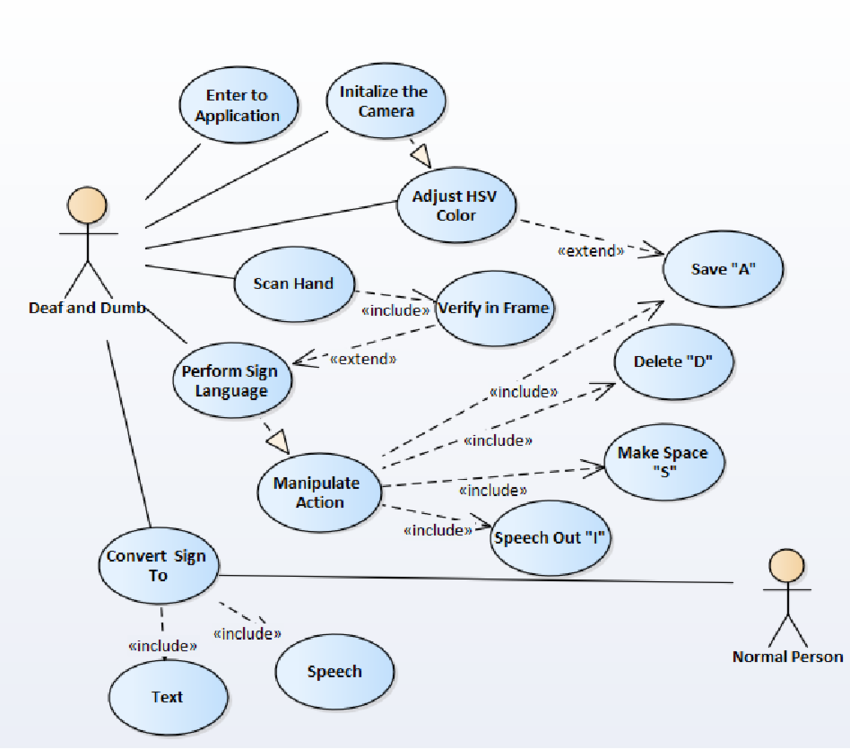 Enter to
Application
Initalize the
Camera
Adjust HSV
Color
«extend»
Save "A"
Scan Hand
«include»
Verify in Frame
Deaf and Dumb
«extend»
Perform Sign
Language
Delete "D"
«include»
«include»
Make Space
"S"
Manipulate
Action
«include»
«include»
Speech Out "I"
Convert Sign
To
«include»
«include»
Normal Person
Speech
Text